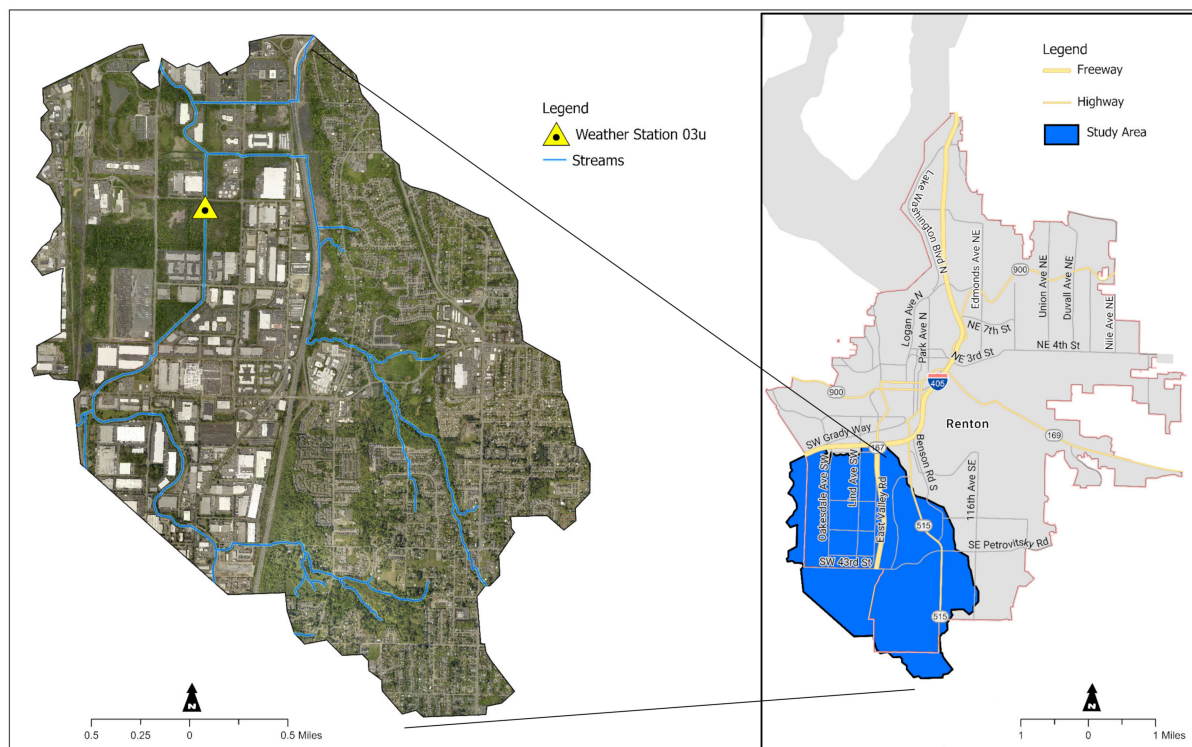 Legend
Weather Station 03u
Streams
N
0.5 0.25 0 0.5 Miles
Legend
Freeway
Highway
Study Area
Lake Washington Blvd N
Edmonds Ave NE
900
Union Ave NE
Duvall Ave NE
Nile Ave NE
Logan Ave N
Park Ave N
NE 7th St
NE 4th St
NE 3rd St
405
900
Renton
SW Grady Way
167
169
Benson Rd S
Oakesdale Ave SW
Lind Ave SW
East Valley Rd
116th Ave SE
515
SE Petrovitsky Rd
SW 43rd St
515
N
1 0 1 Miles